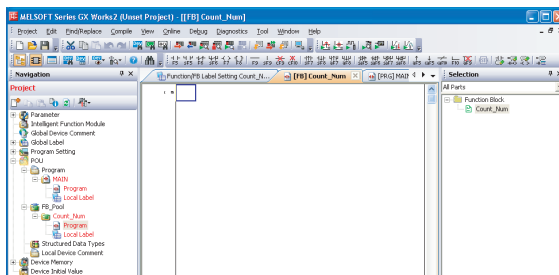 MELSOFT Series GX Works2 (Unset Project) - [[FB] Count_Num]
Project Edit Find/Replace Compile View Online Debug Diagnostics Tool Window Help
Navigation
Function/FB Label Setting Count_N...
[FB] Count_Num
[PRG] MAIN
Selection
Project
All Parts
Parameter
Intelligent Function Module
Global Device Comment
Global Label
Program Setting
POU
Program
MAIN
Program
Local Label
FB_Pool
Count_Num
Program
Local Label
Structured Data Types
Local Device Comment
Device Memory
Device Initial Value
Function Block
Count_Num